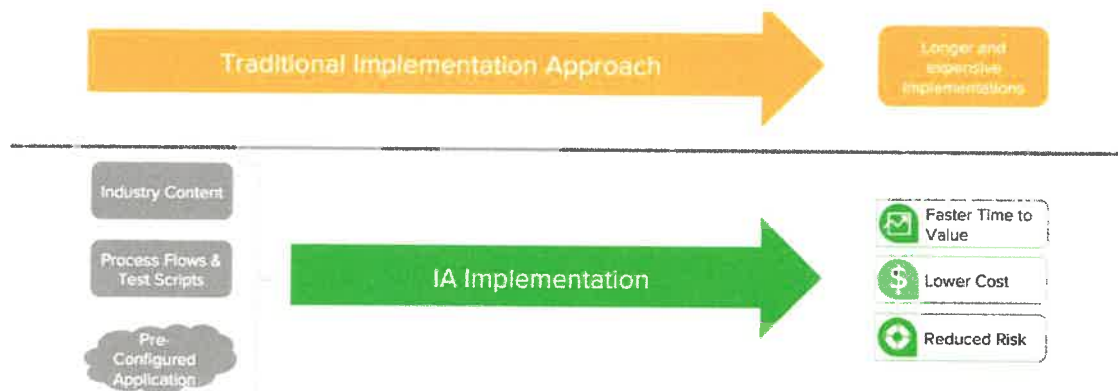 Traditional Implementation Approach
Longer and
expensive
Implementations
Industry Content
Process Flows &
Test Scripts
Pre-
Configured
Application
IA Implementation
Faster Time to
Value
Lower Cost
Reduced Risk